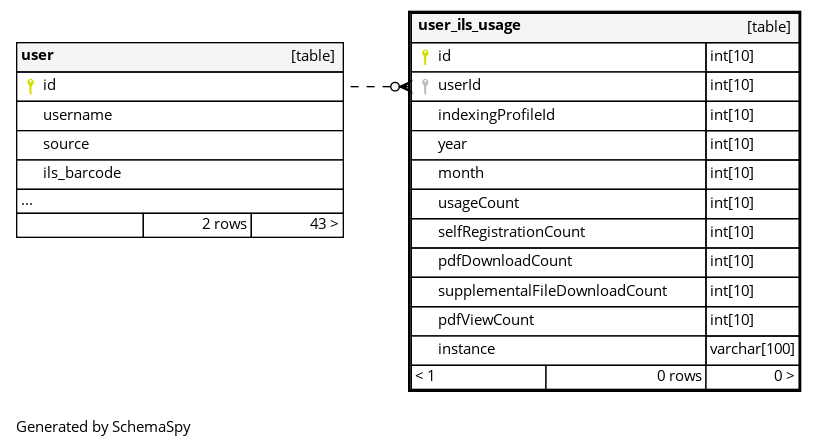 user [table]
id
username
source
ils_barcode
...
2 rows 43 >
user_ils_usage [table]
id int[10]
userId int[10]
indexingProfileId int[10]
year int[10]
month int[10]
usageCount int[10]
selfRegistrationCount int[10]
pdfDownloadCount int[10]
supplementalFileDownloadCount int[10]
pdfViewCount int[10]
instance varchar[100]
< 1 0 rows 0 >
Generated by SchemaSpy